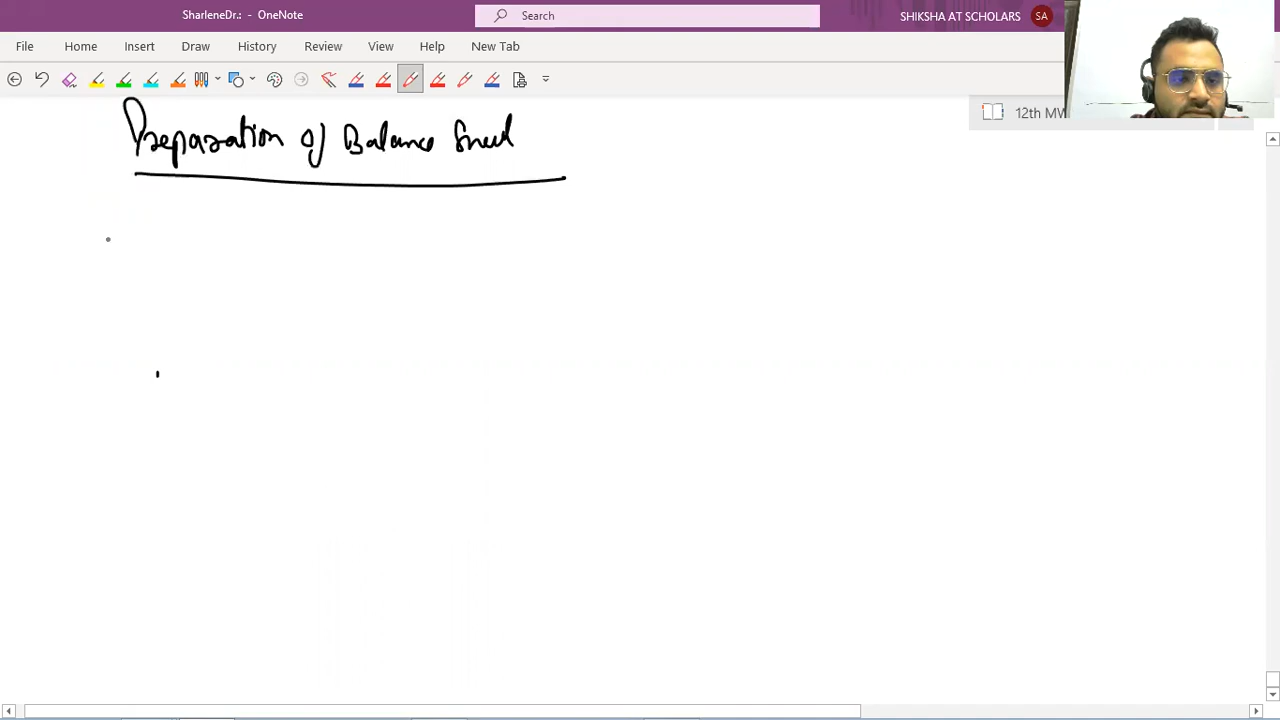 SharleneDr.: - OneNote
Search
SHIKSHA AT SCHOLARS
SA
File
Home
Insert
Draw
History
Review
View
Help
New Tab
12th MW
Preparation of Balance Sheet